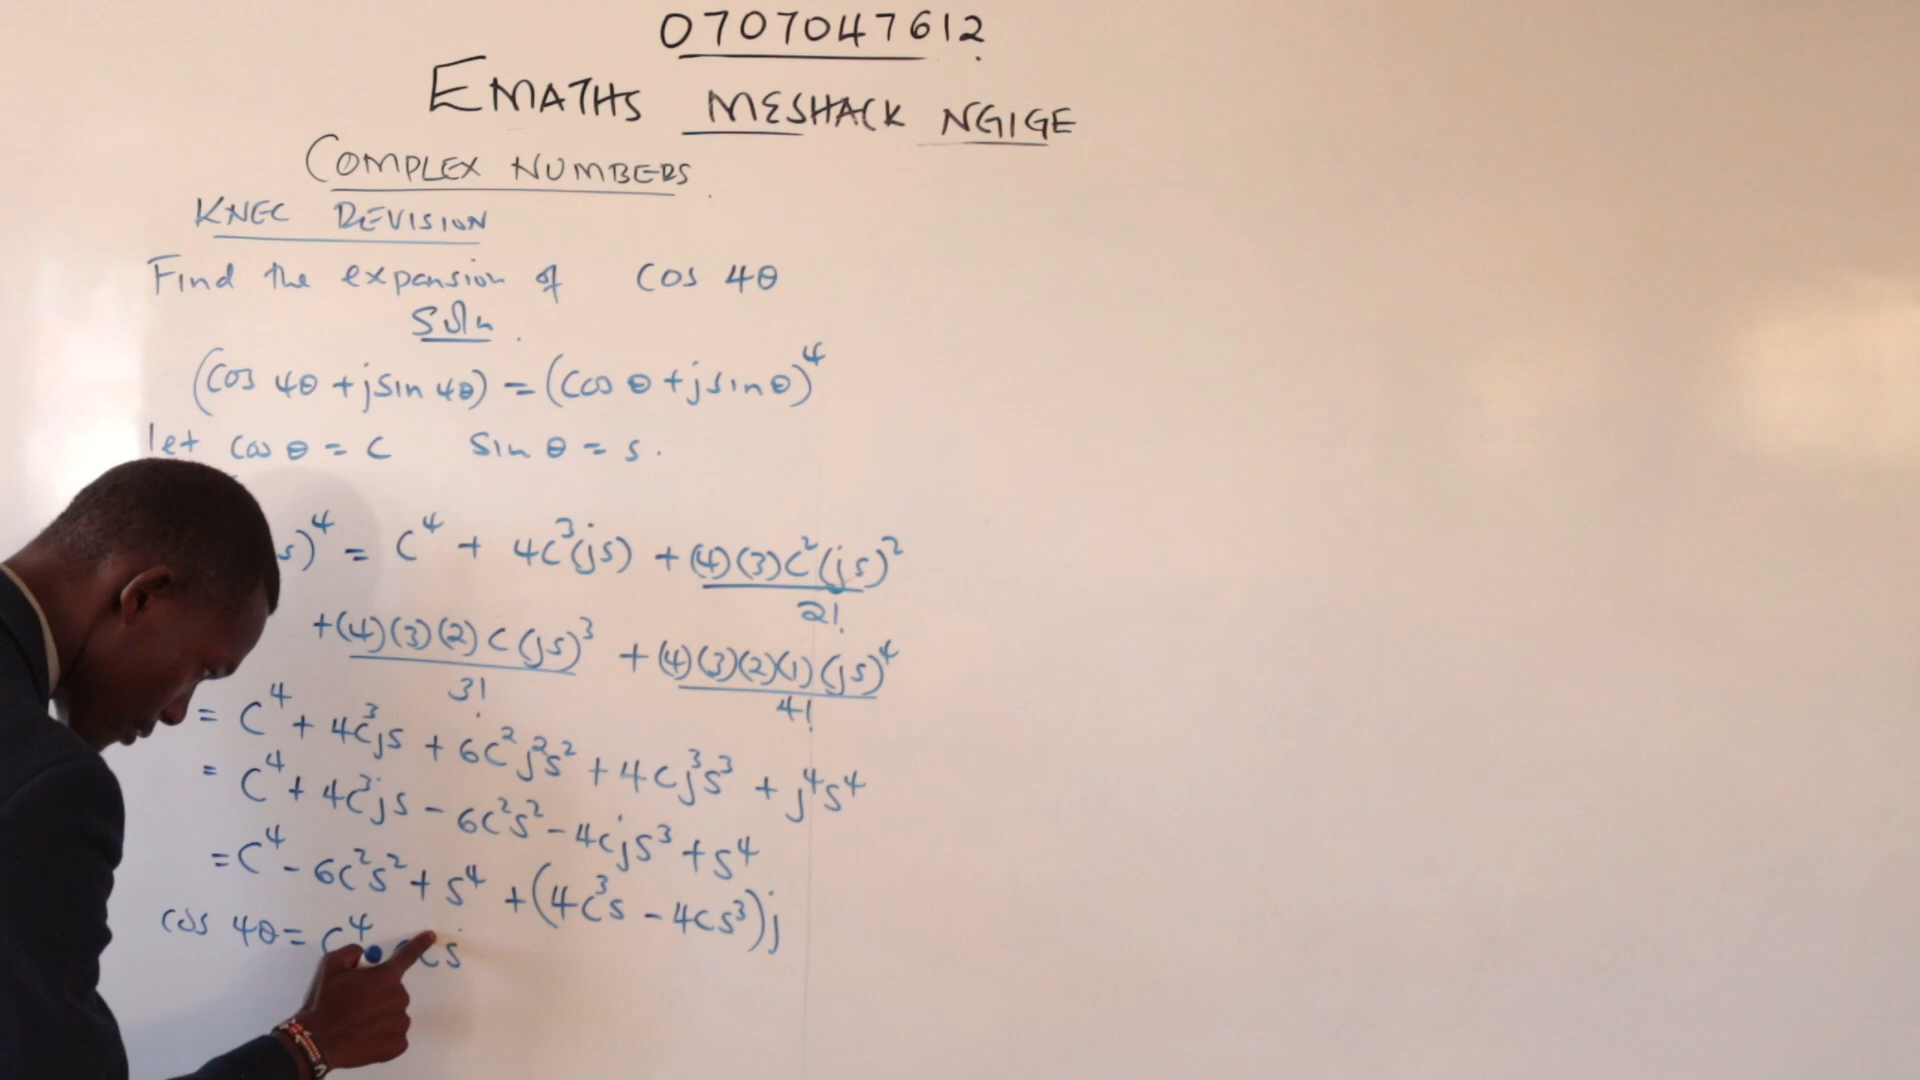 0707047612
EMATHS MESHACK NGIGE
COMPLEX NUMBERS
KNEC REVISION
Find the expansion of Cos 4θ
Soln.
(Cos 4θ + jSin 4θ) = (Cos θ + jsinθ)⁴
let Cos θ = C Sin θ = s.
s)⁴ = C⁴ + 4C³(js) + (4)(3)C²(js)²/2!
+ (4)(3)(2)C(js)³/3! + (4)(3)(2)(1)(js)⁴/4!
= C⁴ + 4C³js + 6C²j²s² + 4Cj³s³ + j⁴s⁴
= C⁴ + 4C³js - 6C²s² - 4Cjs³ + s⁴
= C⁴ - 6C²s² + s⁴ + (4C³s - 4Cs³)j
Cos 4θ = C⁴